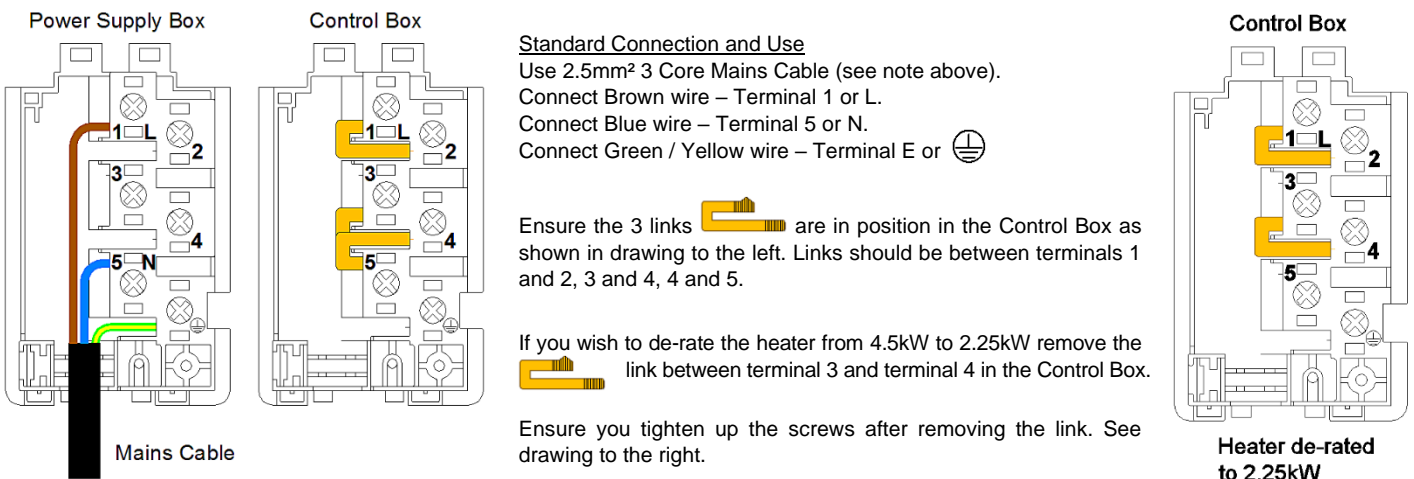 Power Supply Box
1 L
2
3
4
5 N
Mains Cable
Control Box
1 L
2
3
4
5
Standard Connection and Use
Use 2.5mm² 3 Core Mains Cable (see note above).
Connect Brown wire – Terminal 1 or L.
Connect Blue wire – Terminal 5 or N.
Connect Green / Yellow wire – Terminal E or
Ensure the 3 links are in position in the Control Box as
shown in drawing to the left. Links should be between terminals 1
and 2, 3 and 4, 4 and 5.
If you wish to de-rate the heater from 4.5kW to 2.25kW remove the
link between terminal 3 and terminal 4 in the Control Box.
Ensure you tighten up the screws after removing the link. See
drawing to the right.
Control Box
1 L
2
3
4
5
Heater de-rated
to 2.25kW